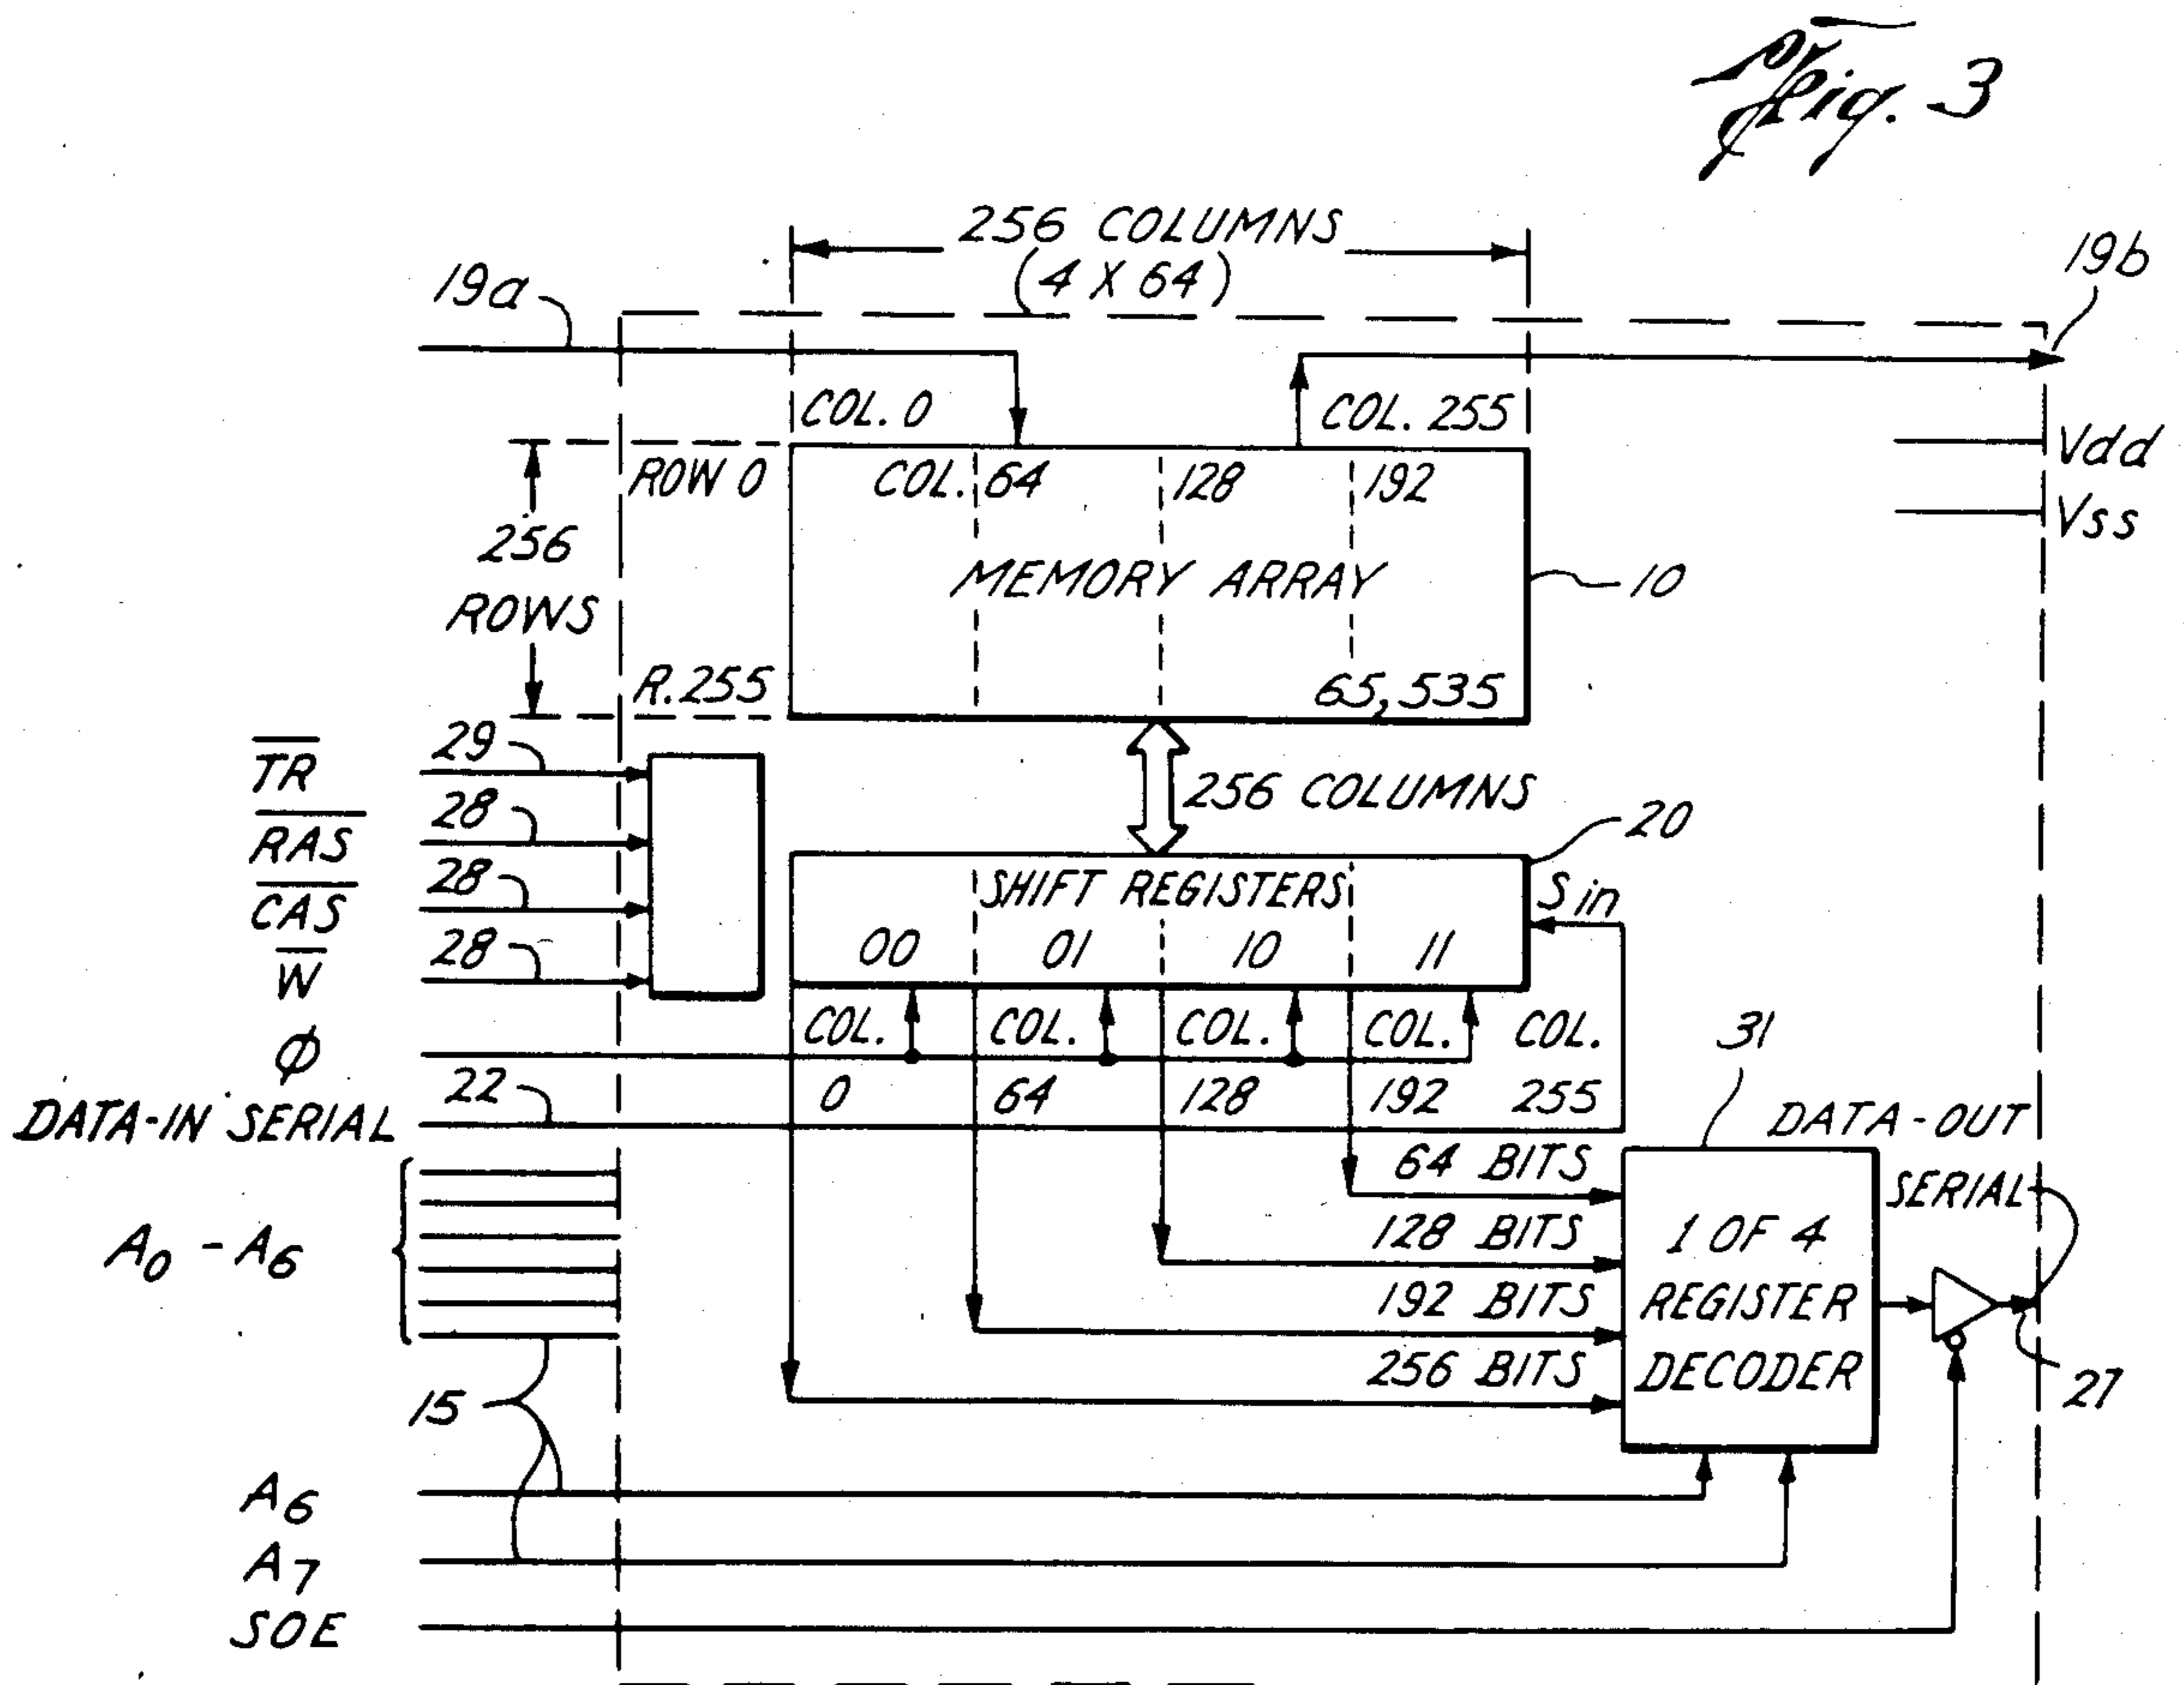 Fig. 3
256 COLUMNS
(4 X 64)
19a
19b
COL. 0
COL. 255
Vdd
ROW 0
COL. 64
128
192
Vss
256
ROWS
MEMORY ARRAY
10
R. 255
65,535
TR
29
256 COLUMNS
RAS
28
20
CAS
28
SHIFT REGISTERS
Sin
W
28
00
01
10
11
φ
COL.
COL.
COL.
COL.
COL.
31
DATA-IN SERIAL
22
0
64
128
192
255
DATA-OUT
SERIAL
64 BITS
A0 - A6
128 BITS
1 OF 4
192 BITS
REGISTER
256 BITS
DECODER
27
15
A6
A7
SOE